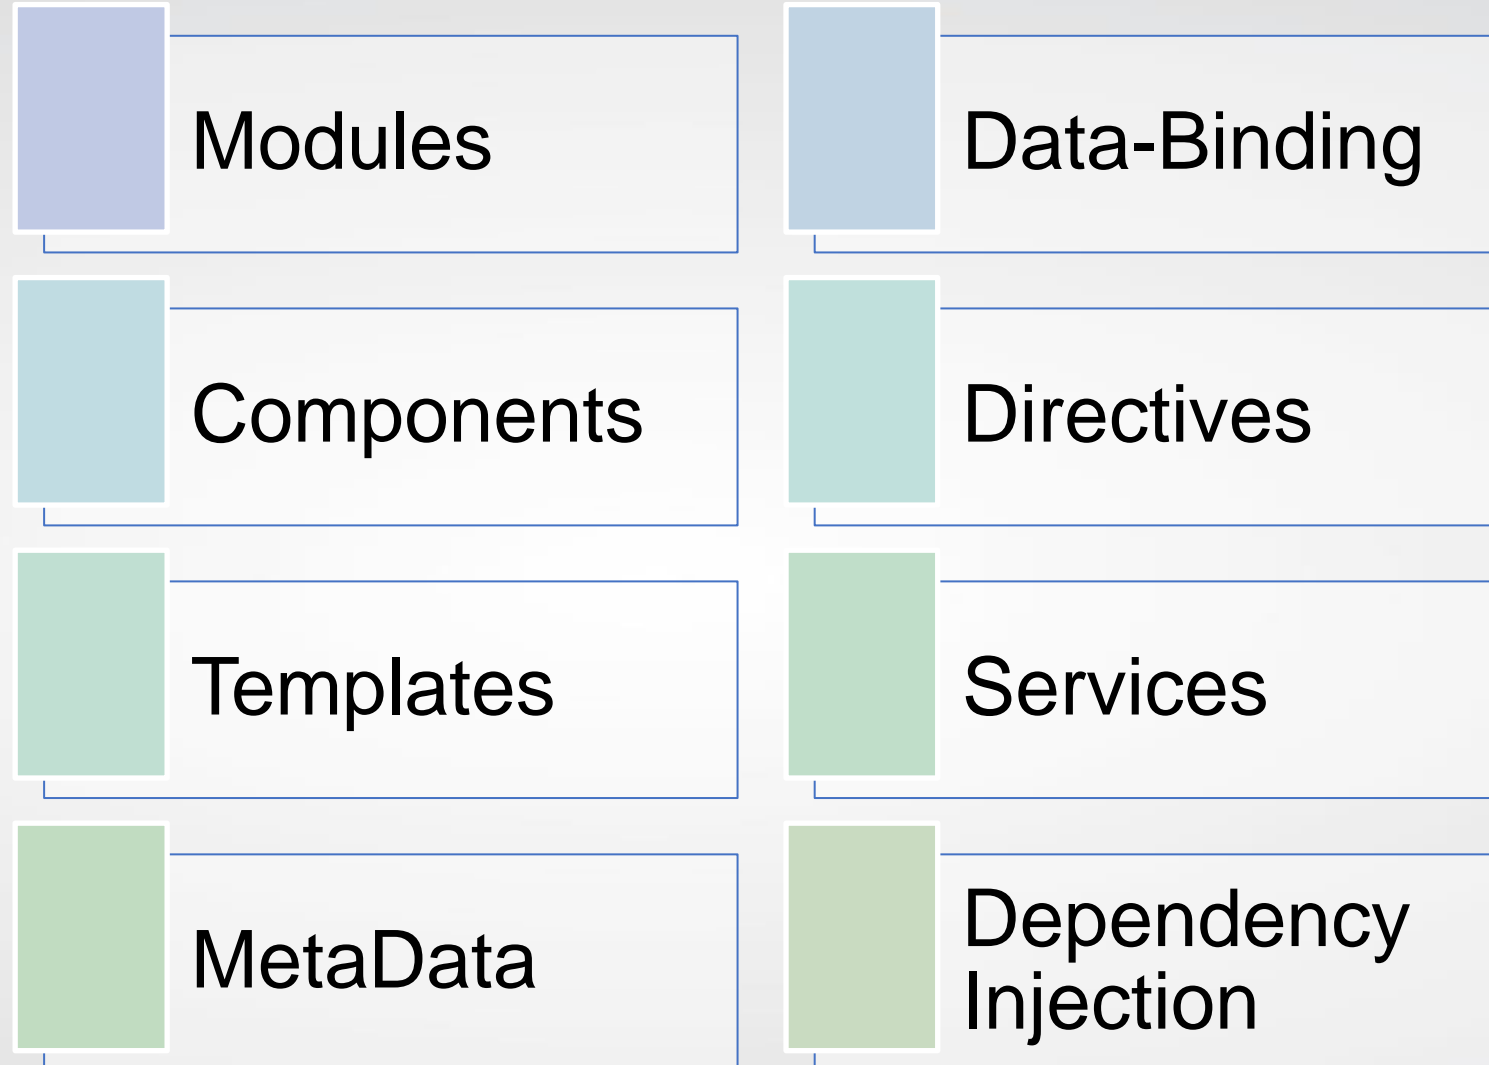 Modules
Components
Templates
MetaData
Data-Binding
Directives
Services
Dependency
Injection